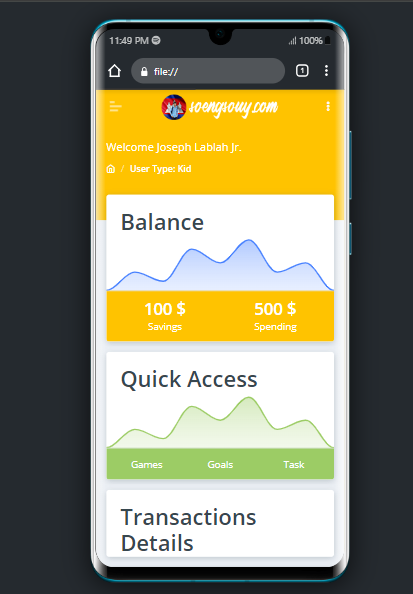 11:49 PM
100%
file://
1
soengsouy.com
Welcome Joseph Lablah Jr.
/ User Type: Kid
Balance
100 $ 500 $
Savings Spending
Quick Access
Games Goals Task
Transactions
Details